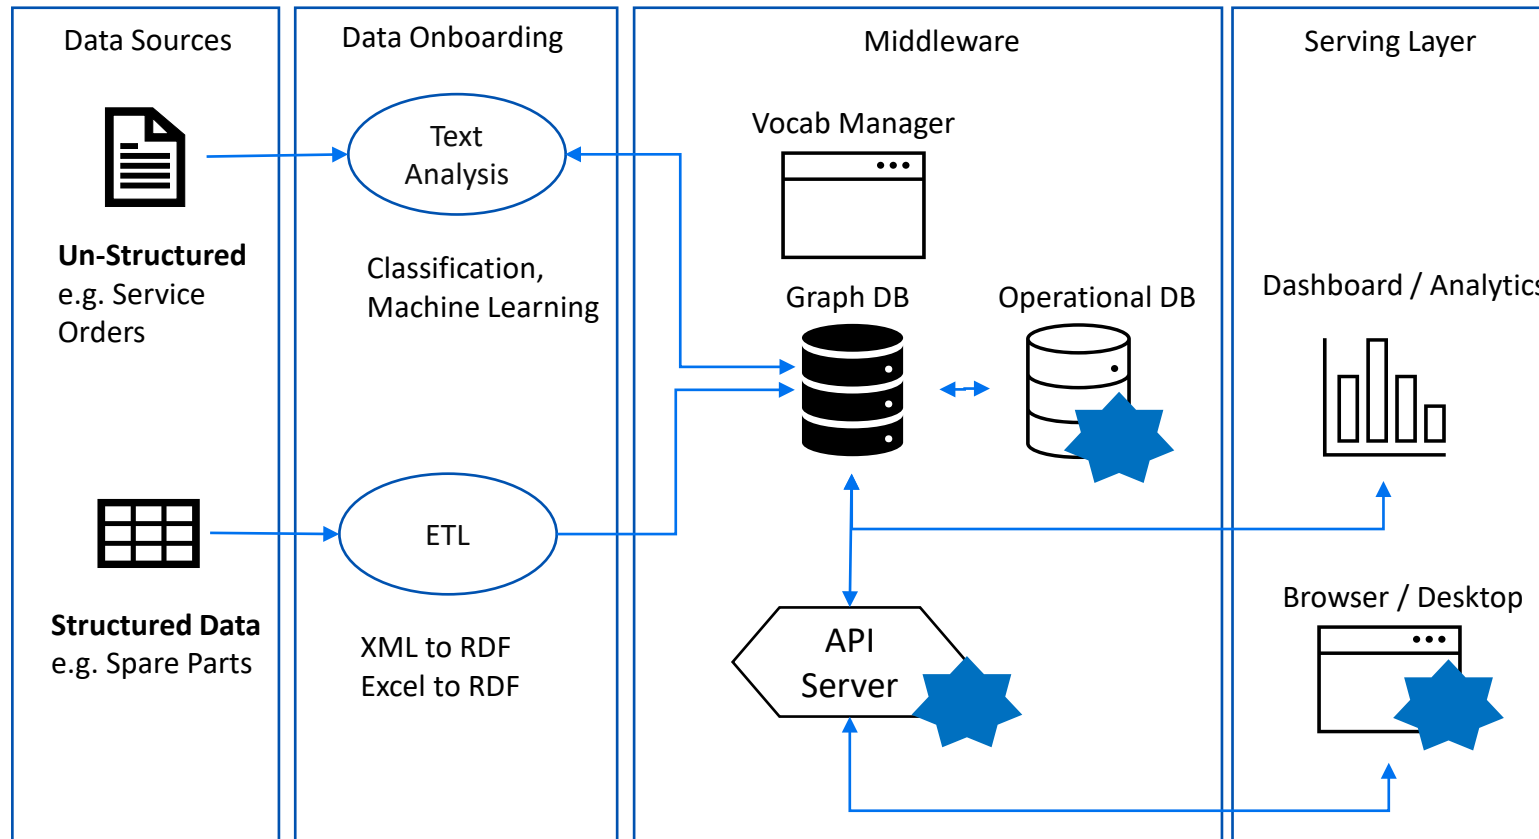 Data Sources
Un-Structured
e.g. Service
Orders
Structured Data
e.g. Spare Parts
Data Onboarding
Text
Analysis
Classification,
Machine Learning
ETL
XML to RDF
Excel to RDF
Middleware
Vocab Manager
Graph DB
Operational DB
API
Server
Serving Layer
Dashboard / Analytics
Browser / Desktop